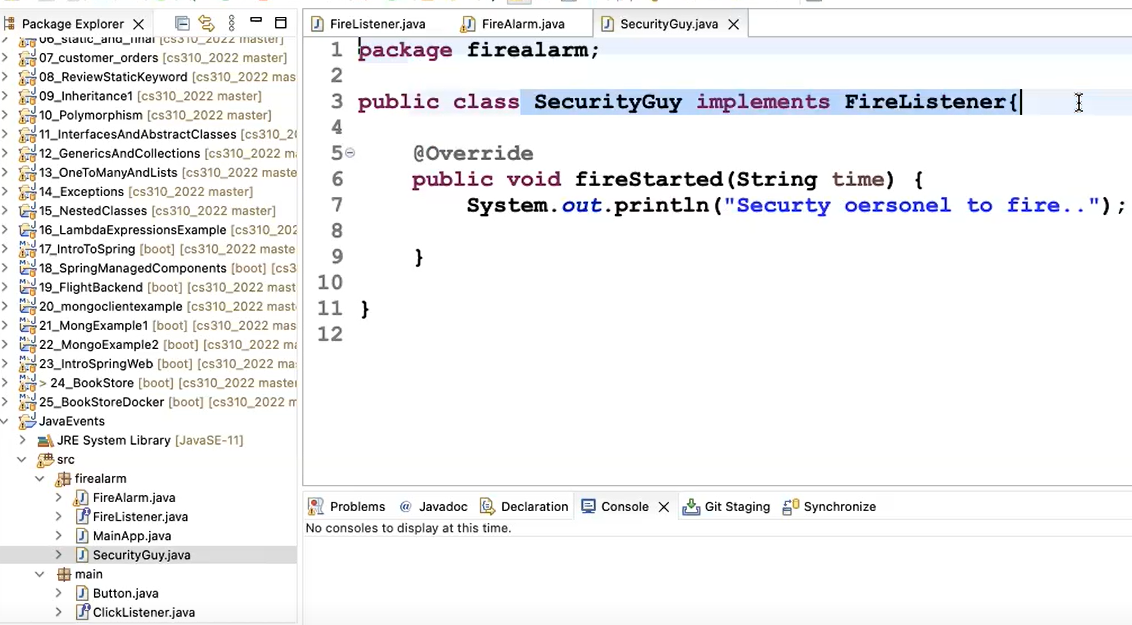 Package Explorer
FireListener.java
FireAlarm.java
SecurityGuy.java
06_static_and_final [cs310_2022 master]
07_customer_orders [cs310_2022 master]
08_ReviewStaticKeyword [cs310_2022 mas
09_Inheritance1 [cs310_2022 master]
10_Polymorphism [cs310_2022 master]
11_InterfacesAndAbstractClasses [cs310_20
12_GenericsAndCollections [cs310_2022 m
13_OneToManyAndLists [cs310_2022 maste
14_Exceptions [cs310_2022 master]
15_NestedClasses [cs310_2022 master]
16_LambdaExpressionsExample [cs310_202
17_IntroToSpring [boot] [cs310_2022 maste
18_SpringManagedComponents [boot] [cs3
19_FlightBackend [boot] [cs310_2022 maste
20_mongoclientexample [cs310_2022 mast
21_MongExample1 [boot] [cs310_2022 mas
22_MongoExample2 [boot] [cs310_2022 ma
23_IntroSpringWeb [boot] [cs310_2022 ma
> 24_BookStore [boot] [cs310_2022 master
25_BookStoreDocker [boot] [cs310_2022 m
JavaEvents
JRE System Library [JavaSE-11]
src
firealarm
FireAlarm.java
FireListener.java
MainApp.java
SecurityGuy.java
main
Button.java
ClickListener.java
1 package firealarm;
2
3 public class SecurityGuy implements FireListener{
4
5 @Override
6 public void fireStarted(String time) {
7 System.out.println("Securty oersonel to fire..");
8
9 }
10
11 }
12
Problems @ Javadoc Declaration Console Git Staging Synchronize
No consoles to display at this time.